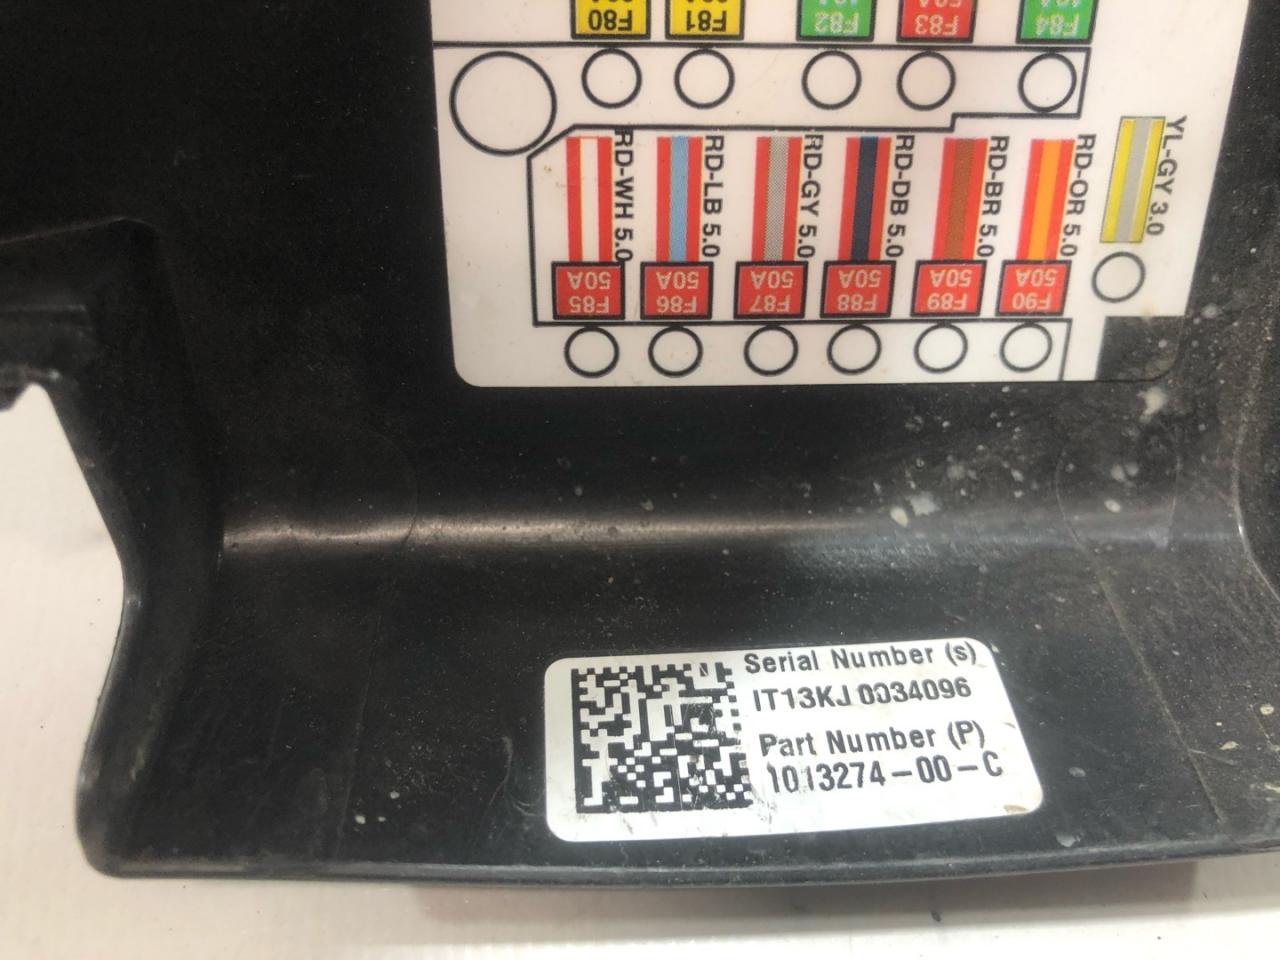 F80 F81 F82 F83 F84
RD-WH 5.0
RD-LB 5.0
RD-GY 5.0
RD-DB 5.0
RD-BR 5.0
RD-OR 5.0
YL-GY 3.0
50A 50A 50A 50A 50A 50A
F85 F86 F87 F88 F89 F90
Serial Number (s)
IT13KJ0034096
Part Number (P)
1013274-00-C